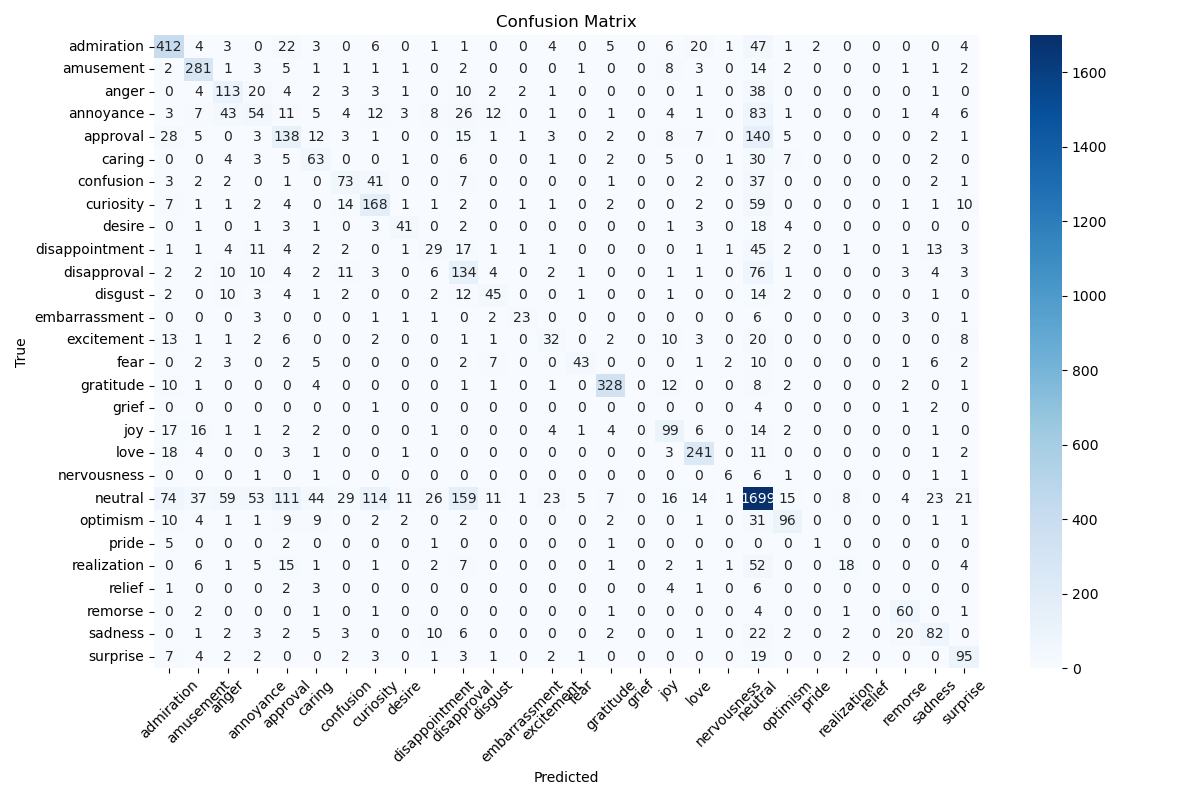 Confusion Matrix
admiration 412 4 3 0 22 3 0 6 0 1 1 0 0 4 0 5 0 6 20 1 47 1 2 0 0 0 0 4
amusement 2 281 1 3 5 1 1 1 1 0 2 0 0 0 1 0 0 8 3 0 14 2 0 0 0 1 1 2
anger 0 4 113 20 4 2 3 3 1 0 10 2 2 1 0 0 0 0 1 0 38 0 0 0 0 0 1 0
annoyance 3 7 43 54 11 5 4 12 3 8 26 12 0 1 0 1 0 4 1 0 83 1 0 0 0 1 4 6
approval 28 5 0 3 138 12 3 1 0 0 15 1 1 3 0 2 0 8 7 0 140 5 0 0 0 0 2 1
caring 0 0 4 3 5 63 0 0 1 0 6 0 0 1 0 2 0 5 0 1 30 7 0 0 0 0 2 0
confusion 3 2 2 0 1 0 73 41 0 0 7 0 0 0 0 1 0 0 2 0 37 0 0 0 0 0 2 1
curiosity 7 1 1 2 4 0 14 168 1 1 2 0 1 1 0 2 0 0 2 0 59 0 0 0 0 1 1 10
desire 0 1 0 1 3 1 0 3 41 0 2 0 0 0 0 0 0 1 3 0 18 4 0 0 0 0 0 0
disappointment 1 1 4 11 4 2 2 0 1 29 17 1 1 1 0 0 0 0 1 1 45 2 0 1 0 1 13 3
disapproval 2 2 10 10 4 2 11 3 0 6 134 4 0 2 1 0 0 1 1 0 76 1 0 0 0 3 4 3
disgust 2 0 10 3 4 1 2 0 0 2 12 45 0 0 1 0 0 1 0 0 14 2 0 0 0 0 1 0
embarrassment 0 0 0 3 0 0 0 1 1 1 0 2 23 0 0 0 0 0 0 0 6 0 0 0 0 3 0 1
excitement 13 1 1 2 6 0 0 2 0 0 1 1 0 32 0 2 0 10 3 0 20 0 0 0 0 0 0 8
fear 0 2 3 0 2 5 0 0 0 0 2 7 0 0 43 0 0 0 1 2 10 0 0 0 0 1 6 2
gratitude 10 1 0 0 0 4 0 0 0 0 1 1 0 1 0 328 0 12 0 0 8 2 0 0 0 2 0 1
grief 0 0 0 0 0 0 0 1 0 0 0 0 0 0 0 0 0 0 0 0 4 0 0 0 0 1 2 0
joy 17 16 1 1 2 2 0 0 0 1 0 0 0 4 1 4 0 99 6 0 14 2 0 0 0 0 1 0
love 18 4 0 0 3 1 0 0 1 0 0 0 0 0 0 0 0 3 241 0 11 0 0 0 0 0 1 2
nervousness 0 0 0 1 0 1 0 0 0 0 0 0 0 0 0 0 0 0 0 6 6 1 0 0 0 0 1 1
neutral 74 37 59 53 111 44 29 114 11 26 159 11 1 23 5 7 0 16 14 1 1699 15 0 8 0 4 23 21
optimism 10 4 1 1 9 9 0 2 2 0 2 0 0 0 0 2 0 0 1 0 31 96 0 0 0 0 1 1
pride 5 0 0 0 2 0 0 0 0 1 0 0 0 0 0 1 0 0 0 0 0 0 1 0 0 0 0 0
realization 0 6 1 5 15 1 0 1 0 2 7 0 0 0 0 1 0 2 1 1 52 0 0 18 0 0 0 4
relief 1 0 0 0 2 3 0 0 0 0 0 0 0 0 0 0 0 4 1 0 6 0 0 0 0 0 0 0
remorse 0 2 0 0 0 1 0 1 0 0 0 0 0 0 0 1 0 0 0 0 4 0 0 1 0 60 0 1
sadness 0 1 2 3 2 5 3 0 0 10 6 0 0 0 0 2 0 0 1 0 22 2 0 2 0 20 82 0
surprise 7 4 2 2 0 0 2 3 0 1 3 1 0 2 1 0 0 0 0 0 19 0 0 2 0 0 0 95
admiration amusement anger annoyance approval caring confusion curiosity desire disappointment disapproval disgust embarrassment excitement fear gratitude grief joy love nervousness neutral optimism pride realization relief remorse sadness surprise
True
Predicted
1600
1400
1200
1000
800
600
400
200
0